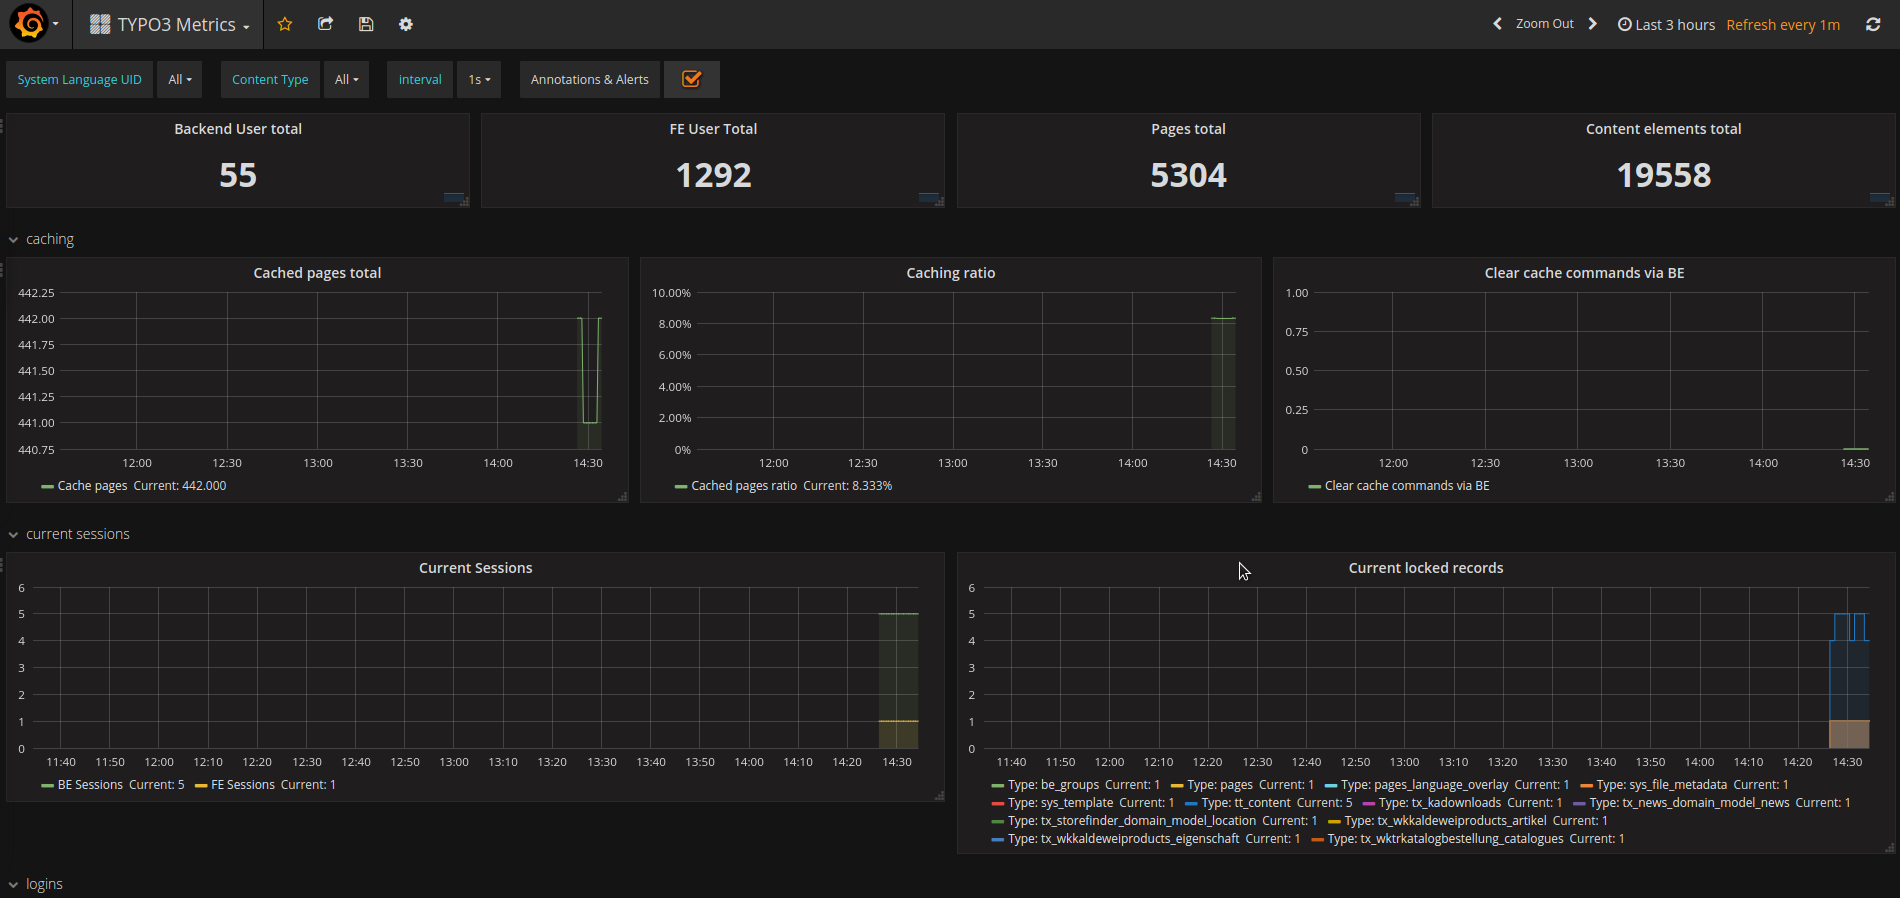 TYPO3 Metrics Zoom Out Last 3 hours Refresh every 1m
System Language UID All Content Type All interval 1s Annotations & Alerts
Backend User total FE User Total Pages total Content elements total
55 1292 5304 19558
caching
Cached pages total
442.25
442.00
441.75
441.50
441.25
441.00
440.75
12:00 12:30 13:00 13:30 14:00 14:30
Cache pages Current: 442.000
Caching ratio
10.00%
8.00%
6.00%
4.00%
2.00%
0%
12:00 12:30 13:00 13:30 14:00 14:30
Cached pages ratio Current: 8.333%
Clear cache commands via BE
1.00
0.75
0.50
0.25
0
12:00 12:30 13:00 13:30 14:00 14:30
Clear cache commands via BE
current sessions
Current Sessions
6
5
4
3
2
1
0
11:40 11:50 12:00 12:10 12:20 12:30 12:40 12:50 13:00 13:10 13:20 13:30 13:40 13:50 14:00 14:10 14:20 14:30
BE Sessions Current: 5 FE Sessions Current: 1
Current locked records
6
5
4
3
2
1
0
11:40 11:50 12:00 12:10 12:20 12:30 12:40 12:50 13:00 13:10 13:20 13:30 13:40 13:50 14:00 14:10 14:20 14:30
Type: be_groups Current: 1 Type: pages Current: 1 Type: pages_language_overlay Current: 1 Type: sys_file_metadata Current: 1
Type: sys_template Current: 1 Type: tt_content Current: 5 Type: tx_kadownloads Current: 1 Type: tx_news_domain_model_news Current: 1
Type: tx_storefinder_domain_model_location Current: 1 Type: tx_wkkaldeweiproducts_artikel Current: 1
Type: tx_wkkaldeweiproducts_eigenschaft Current: 1 Type: tx_wktrkatalogbestellung_catalogues Current: 1
logins